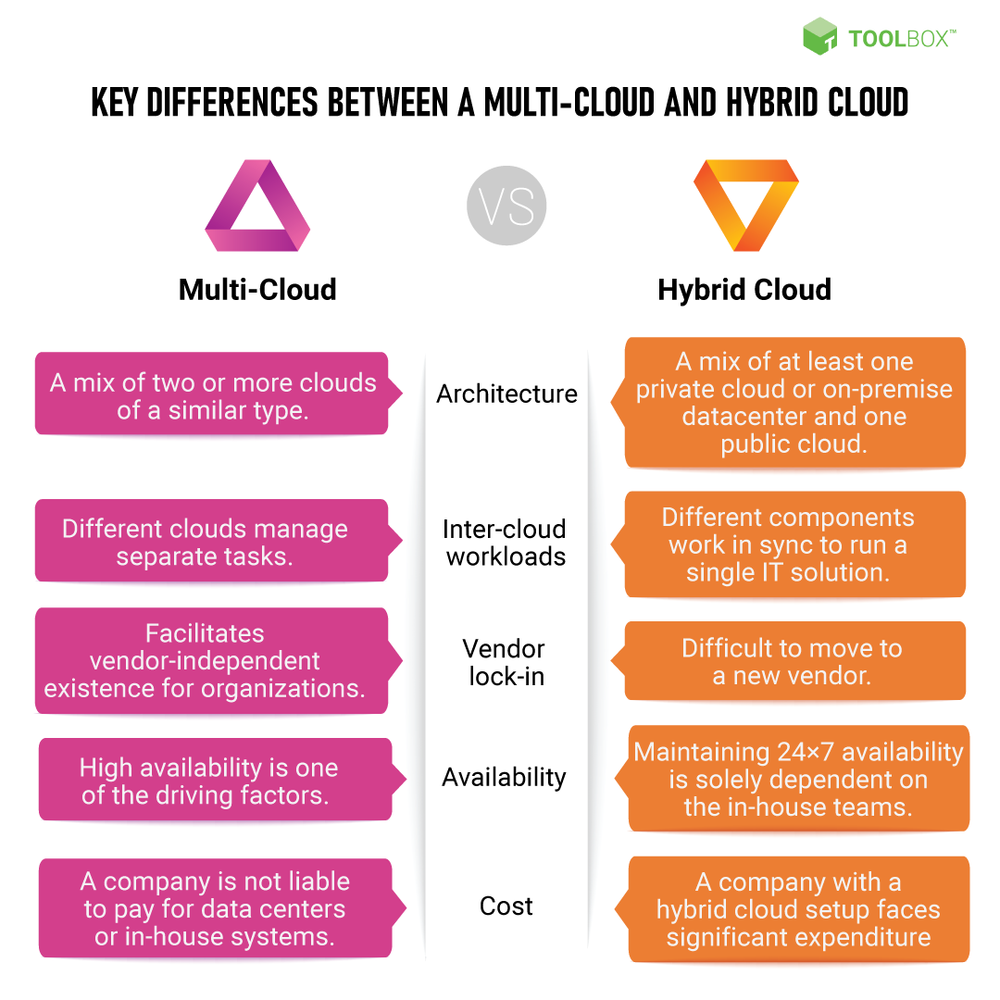 TOOLBOX™
KEY DIFFERENCES BETWEEN A MULTI-CLOUD AND HYBRID CLOUD
VS
Multi-Cloud
Hybrid Cloud
A mix of two or more clouds
of a similar type.
Architecture
A mix of at least one
private cloud or on-premise
datacenter and one
public cloud.
Different clouds manage
separate tasks.
Inter-cloud
workloads
Different components
work in sync to run a
single IT solution.
Facilitates
vendor-independent
existence for organizations.
Vendor
lock-in
Difficult to move to
a new vendor.
High availability is one
of the driving factors.
Availability
Maintaining 24×7 availability
is solely dependent on
the in-house teams.
A company is not liable
to pay for data centers
or in-house systems.
Cost
A company with a
hybrid cloud setup faces
significant expenditure